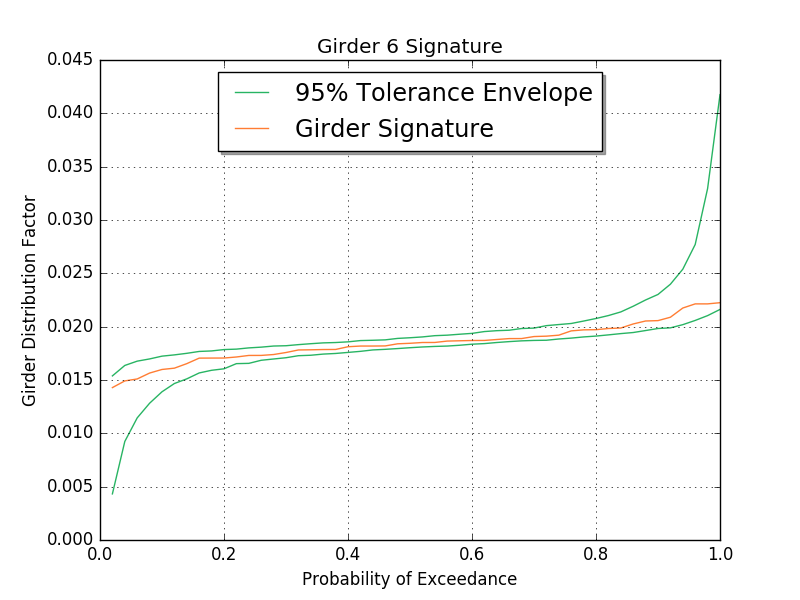 Girder 6 Signature
95% Tolerance Envelope
Girder Signature
0.045
0.040
0.035
0.030
0.025
0.020
0.015
0.010
0.005
0.000
Girder Distribution Factor
0.0 0.2 0.4 0.6 0.8 1.0
Probability of Exceedance